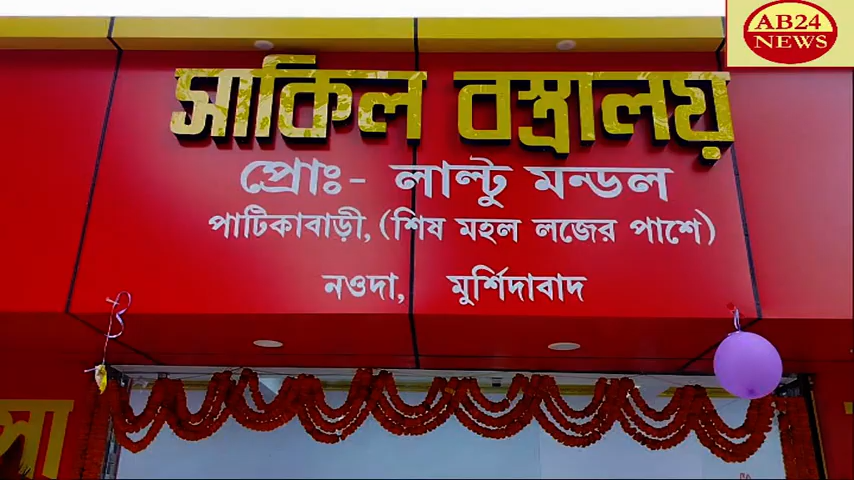 AB24
NEWS
সাকিল বস্ত্রালয়
প্রোঃ- লাল্টু মন্ডল
পাটিকাবাড়ী, (শিষ মহল লজের পাশে)
নওদা, মুর্শিদাবাদ